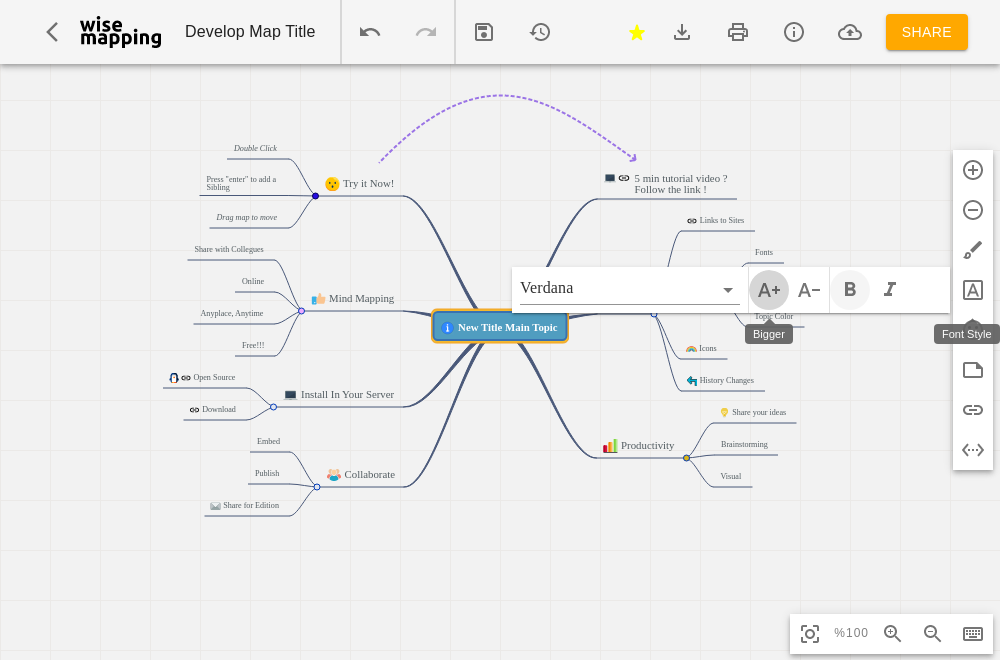 wise
mapping
Develop Map Title
SHARE
Double Click
Press "enter" to add a
Sibling
Drag map to move
Try it Now!
5 min tutorial video ?
Follow the link !
Links to Sites
Fonts
Topic Color
Share with Collegues
Online
Anyplace, Anytime
Free!!!
Mind Mapping
Verdana
A+
A-
B
I
Bigger
Font Style
A
New Title Main Topic
Icons
History Changes
Open Source
Download
Install In Your Server
Share your ideas
Brainstorming
Visual
Productivity
Embed
Publish
Share for Edition
Collaborate
%100